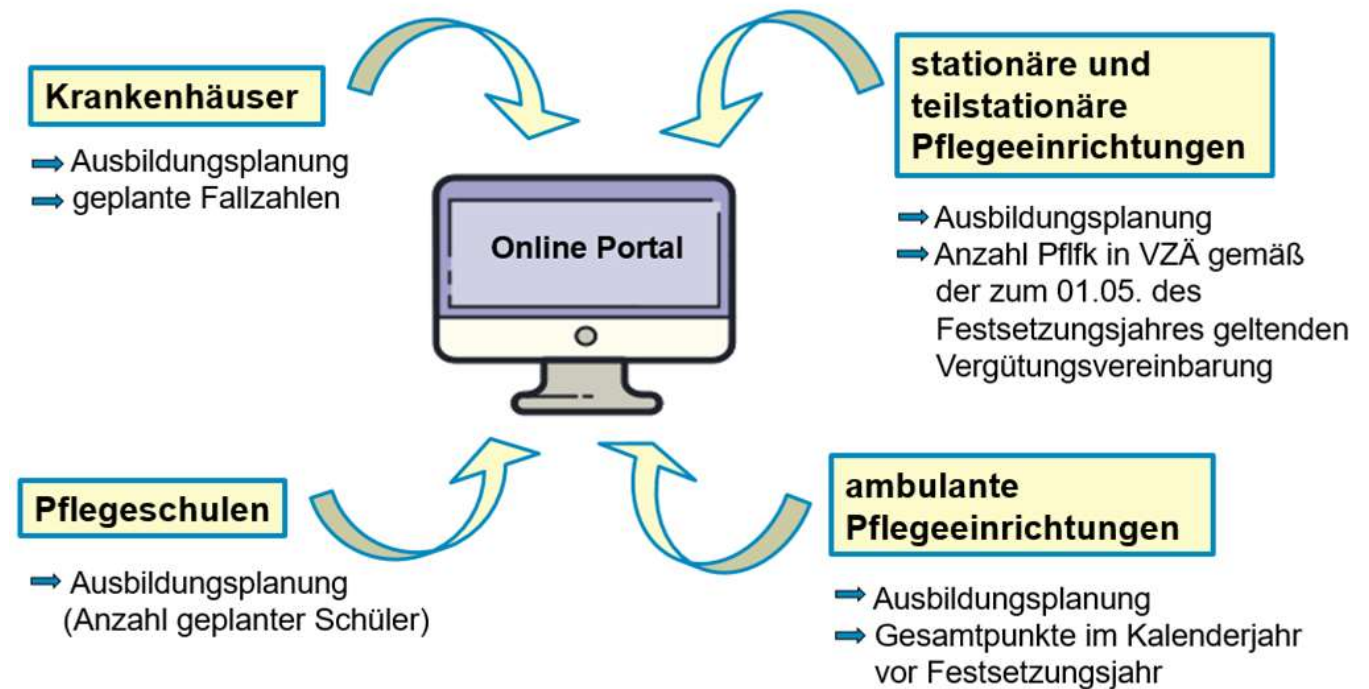 Krankenhäuser
Ausbildungsplanung
geplante Fallzahlen
stationäre und
teilstationäre
Pflegeeinrichtungen
Ausbildungsplanung
Anzahl Pflfk in VZÄ gemäß
der zum 01.05. des
Festsetzungsjahres geltenden
Vergütungsvereinbarung
Online Portal
Pflegeschulen
Ausbildungsplanung
(Anzahl geplanter Schüler)
ambulante
Pflegeeinrichtungen
Ausbildungsplanung
Gesamtpunkte im Kalenderjahr
vor Festsetzungsjahr